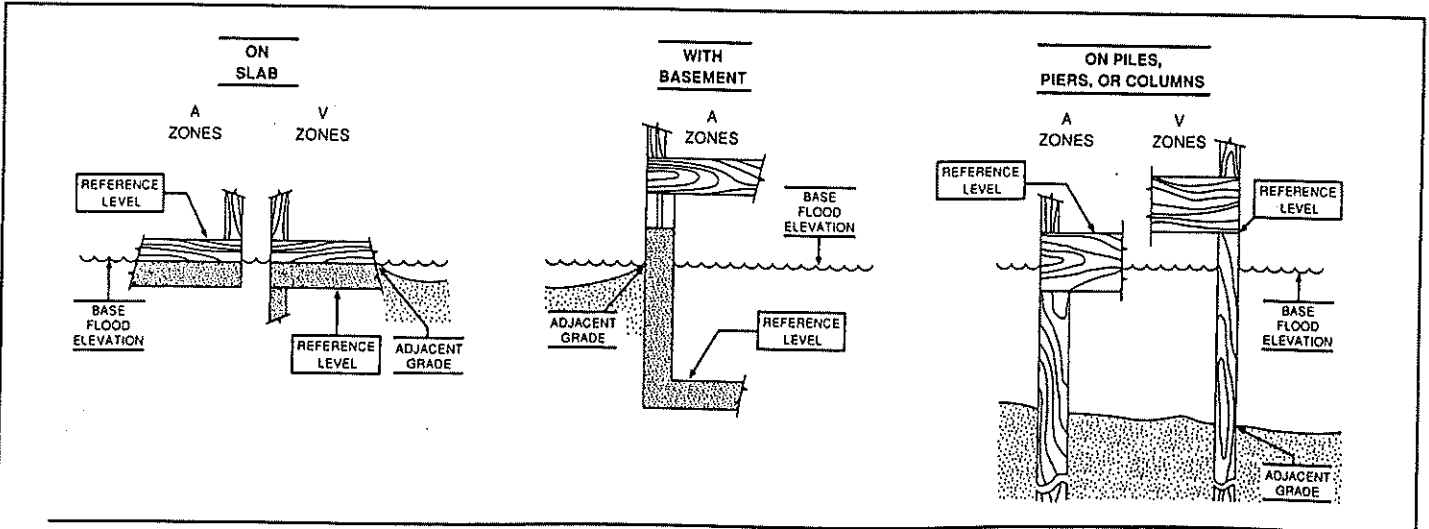 ON
SLAB
A
ZONES
V
ZONES
REFERENCE
LEVEL
BASE
FLOOD
ELEVATION
REFERENCE
LEVEL
ADJACENT
GRADE
WITH
BASEMENT
A
ZONES
BASE
FLOOD
ELEVATION
ADJACENT
GRADE
REFERENCE
LEVEL
ON PILES,
PIERS, OR COLUMNS
A
ZONES
V
ZONES
REFERENCE
LEVEL
REFERENCE
LEVEL
BASE
FLOOD
ELEVATION
ADJACENT
GRADE